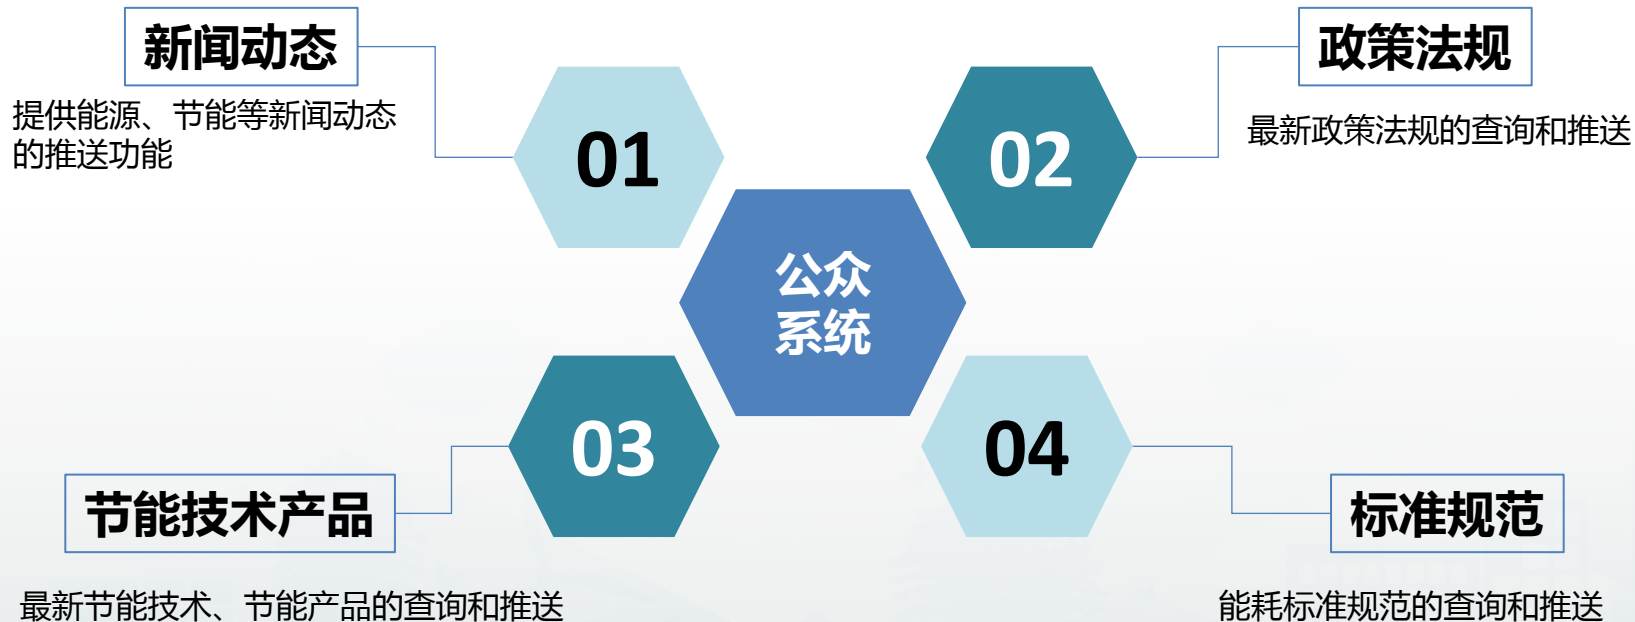 新闻动态
提供能源、节能等新闻动态
的推送功能
01
02
政策法规
最新政策法规的查询和推送
公众
系统
03
节能技术产品
最新节能技术、节能产品的查询和推送
04
标准规范
能耗标准规范的查询和推送